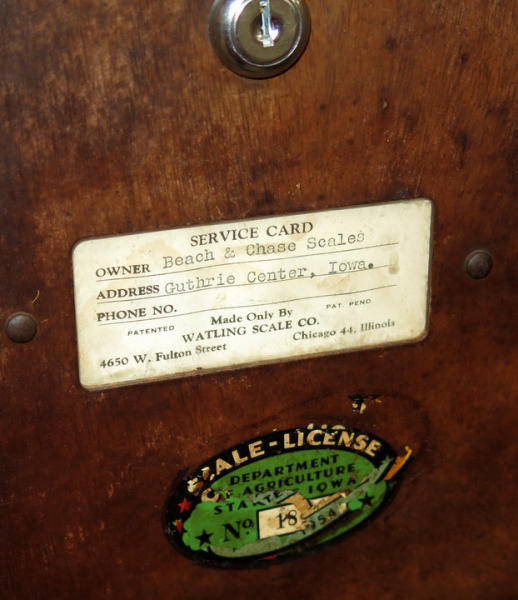 SERVICE CARD
OWNER Beach & Chase Scales
ADDRESS Guthrie Center, Iowa.
PHONE NO.
PATENTED Made Only By PAT. PEND
WATLING SCALE CO.
4650 W. Fulton Street Chicago 44, Illinois
SCALE-LICENSE
DEPARTMENT
OF AGRICULTURE
STATE IOWA
No. 18
1954